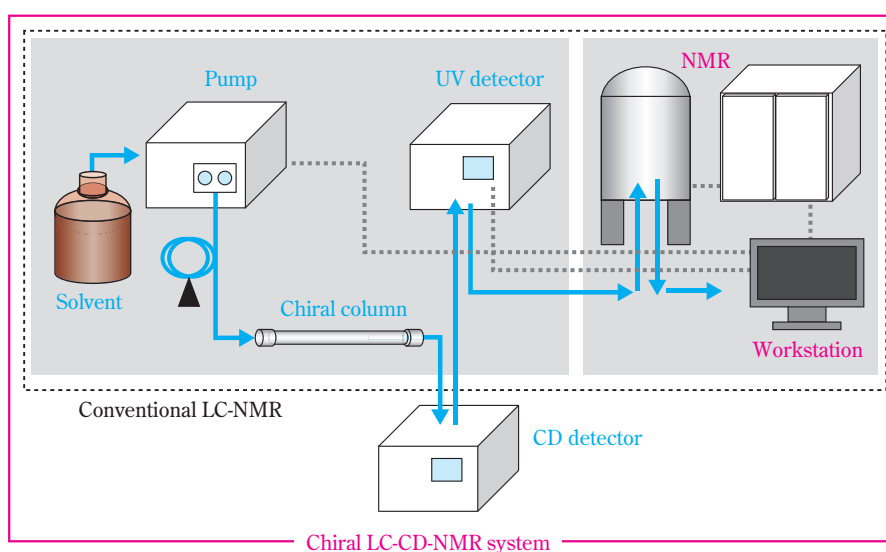 Pump
UV detector
NMR
Solvent
Chiral column
Workstation
Conventional LC-NMR
CD detector
Chiral LC-CD-NMR system